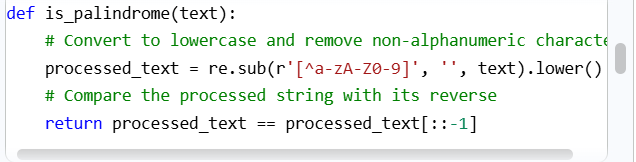 def is_palindrome(text):
    # Convert to lowercase and remove non-alphanumeric
    processed_text = re.sub(r'[^a-zA-Z0-9]', '', text).lower()
    # Compare the processed string with its reverse
    return processed_text == processed_text[::-1]